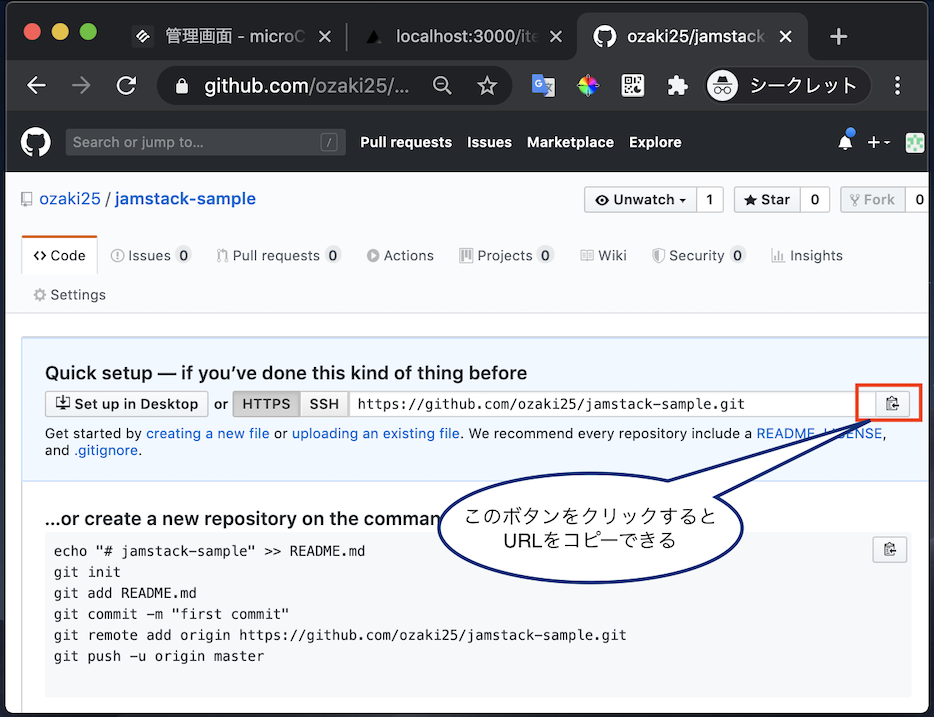 管理画面 - microC
localhost:3000/ite
ozaki25/jamstack
github.com/ozaki25/...
シークレット
Search or jump to... /
Pull requests Issues Marketplace Explore
ozaki25 / jamstack-sample
Unwatch 1 Star 0 Fork 0
Code Issues 0 Pull requests 0 Actions Projects 0 Wiki Security 0 Insights
Settings
Quick setup — if you’ve done this kind of thing before
Set up in Desktop or HTTPS SSH https://github.com/ozaki25/jamstack-sample.git
Get started by creating a new file or uploading an existing file. We recommend every repository include a README, LICENSE,
and .gitignore.
このボタンをクリックすると
URLをコピーできる
...or create a new repository on the comman
echo "# jamstack-sample" >> README.md
git init
git add README.md
git commit -m "first commit"
git remote add origin https://github.com/ozaki25/jamstack-sample.git
git push -u origin master